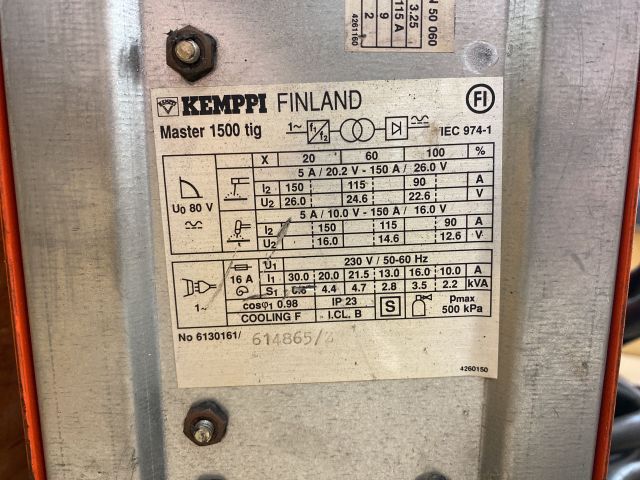 N 50 060
3.25
115 A
9
2
4261160
KEMPPI FINLAND
FI
Master 1500 tig
1~ f1 f2 IEC 974-1
X 20 60 100 %
5 A / 20.2 V - 150 A / 26.0 V
I2 150 115 90 A
U0 80 V U2 26.0 24.6 22.6 V
5 A / 10.0 V - 150 A / 16.0 V
I2 150 115 90 A
U2 16.0 14.6 12.6 V
U1 230 V / 50-60 Hz
16 A I1 30.0 20.0 21.5 13.0 16.0 10.0 A
1~ S1 6.6 4.4 4.7 2.8 3.5 2.2 kVA
cosφ1 0.98 IP 23 S pmax
COOLING F I.CL. B 500 kPa
No 6130161/ 614865/2
4260150